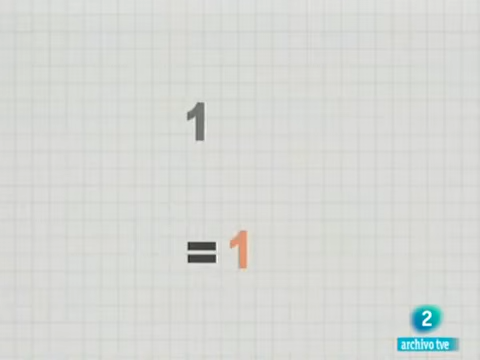 1
= 1
2
archivo tve